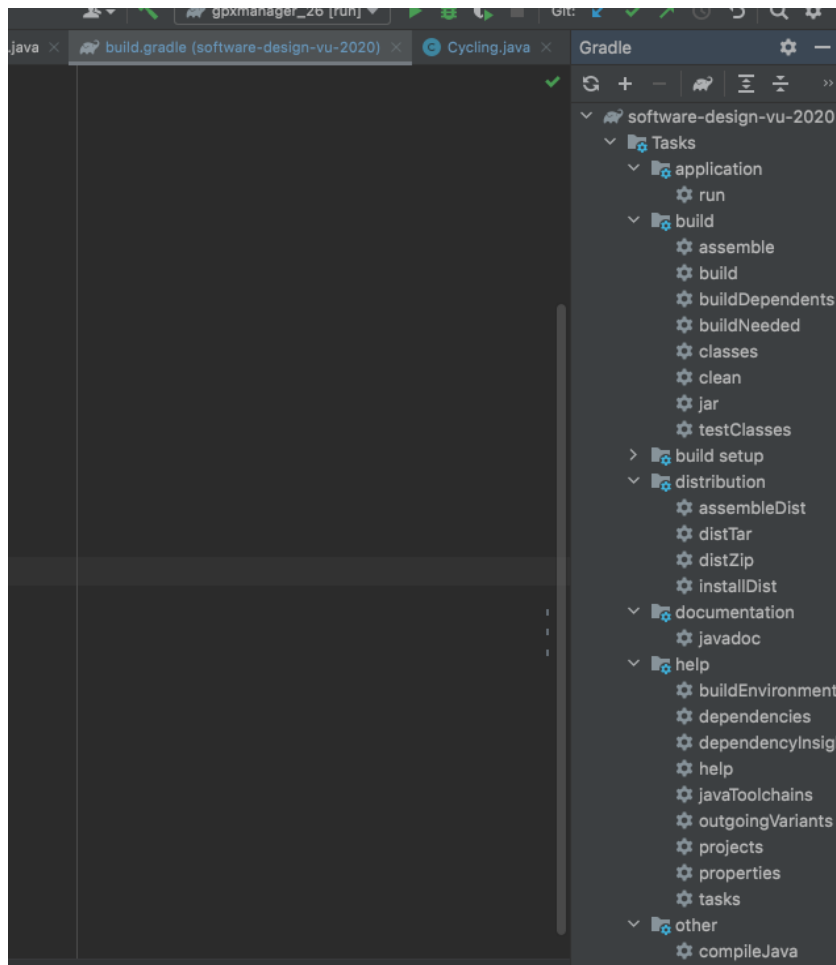 gpxmanager_26 [run]
Git:
.java
build.gradle (software-design-vu-2020)
Cycling.java
Gradle
software-design-vu-2020
Tasks
application
run
build
assemble
build
buildDependents
buildNeeded
classes
clean
jar
testClasses
build setup
distribution
assembleDist
distTar
distZip
installDist
documentation
javadoc
help
buildEnvironment
dependencies
dependencyInsig
help
javaToolchains
outgoingVariants
projects
properties
tasks
other
compileJava